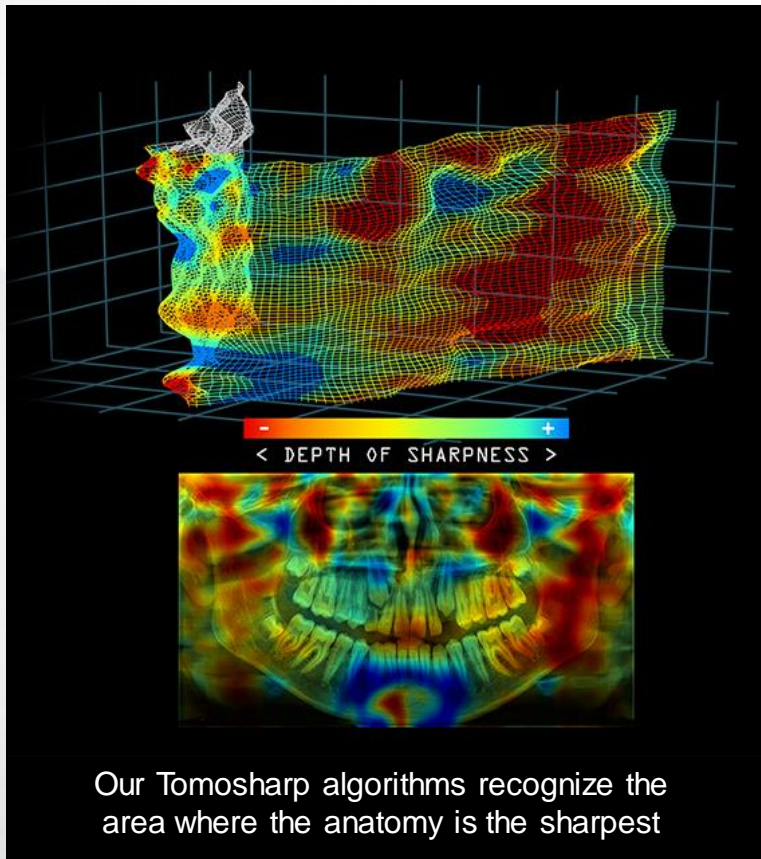 - +
< DEPTH OF SHARPNESS >
Our Tomosharp algorithms recognize the
area where the anatomy is the sharpest